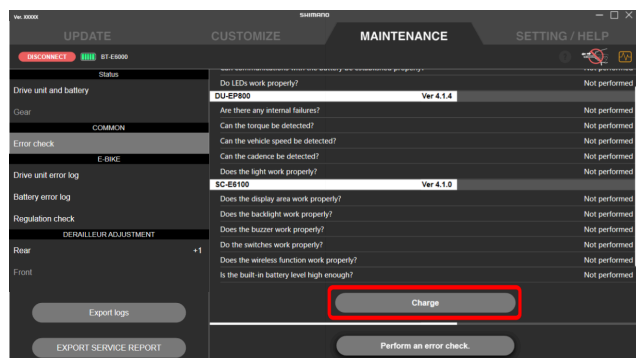 Ver. XXXXX
SHIMANO
UPDATE
CUSTOMIZE
MAINTENANCE
SETTING / HELP
DISCONNECT
BT-E6000
Status
Drive unit and battery
Gear
COMMON
Error check
E-BIKE
Drive unit error log
Battery error log
Regulation check
DERAILLEUR ADJUSTMENT
Rear +1
Front
Export logs
EXPORT SERVICE REPORT
Do LEDs work properly? Not performed
DU-EP800 Ver 4.1.4
Are there any internal failures? Not performed
Can the torque be detected? Not performed
Can the vehicle speed be detected? Not performed
Can the cadence be detected? Not performed
Does the light work properly? Not performed
SC-E6100 Ver 4.1.0
Does the display area work properly? Not performed
Does the backlight work properly? Not performed
Does the buzzer work properly? Not performed
Do the switches work properly? Not performed
Does the wireless function work properly? Not performed
Is the built-in battery level high enough? Not performed
Charge
Perform an error check.